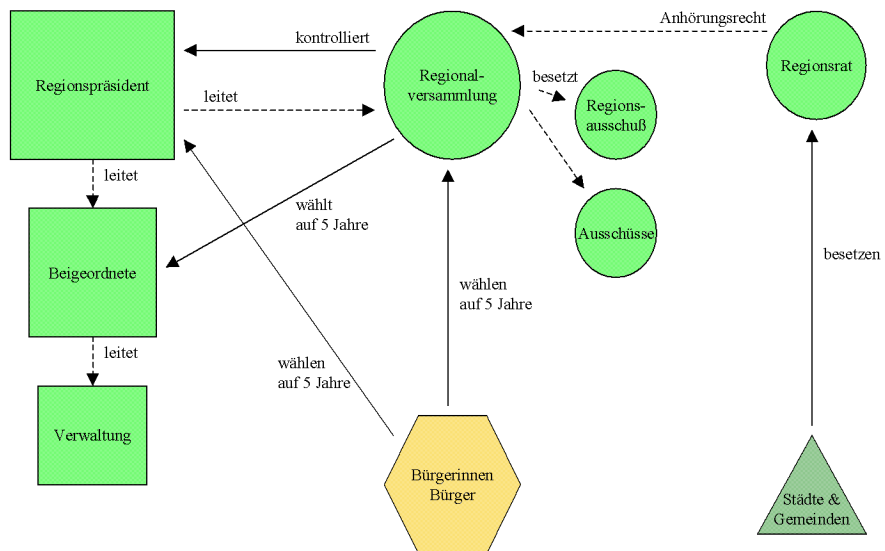 Anhörungsrecht
kontrolliert
Regionspräsident
leitet
Regional-
versammlung
besetzt
Regions-
ausschuß
Regionsrat
leitet
wählt
auf 5 Jahre
Ausschüsse
Beigeordnete
besetzen
wählen
auf 5 Jahre
leitet
wählen
auf 5 Jahre
Verwaltung
Bürgerinnen
Bürger
Städte &
Gemeinden